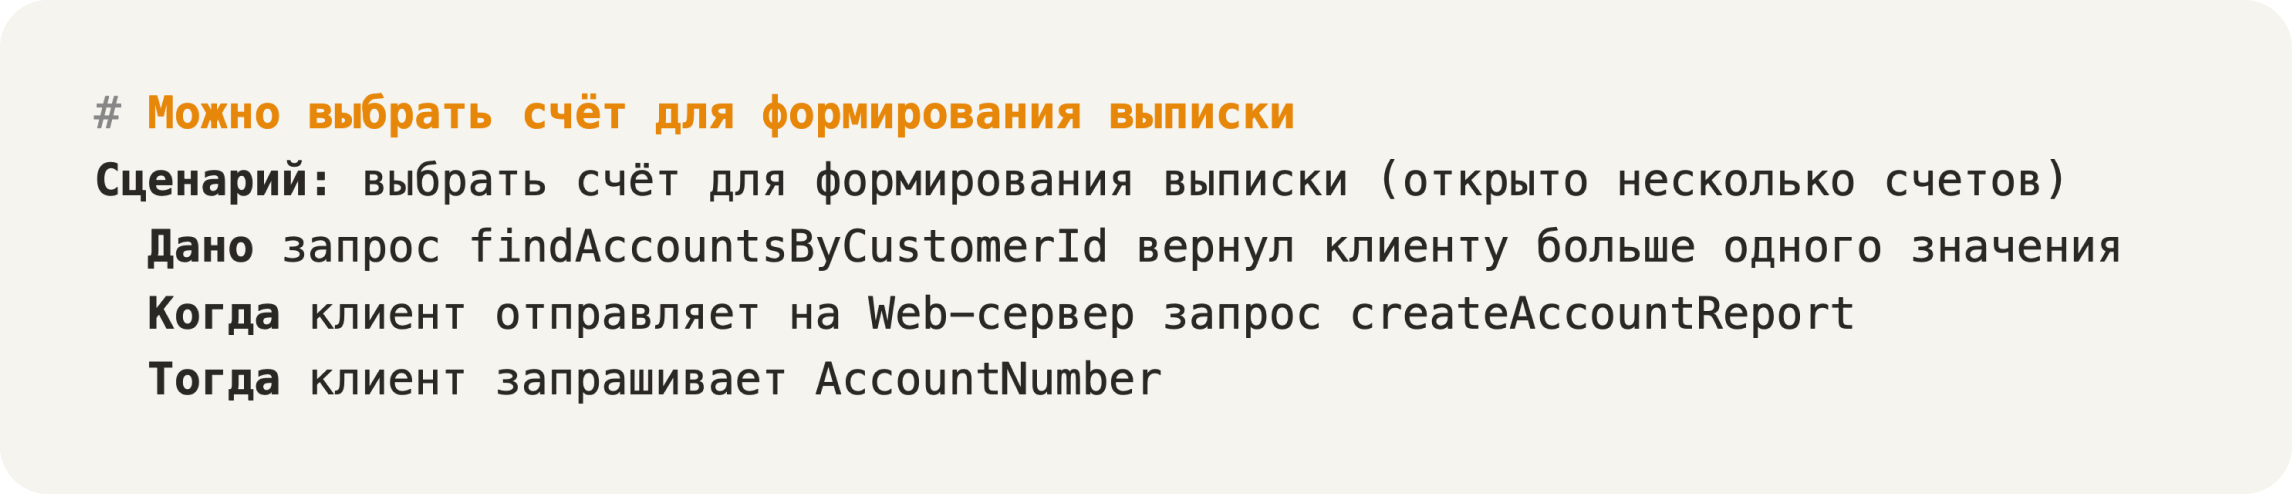 # Можно выбрать счёт для формирования выписки
Сценарий: выбрать счёт для формирования выписки (открыто несколько счетов)
Дано запрос findAccountsByCustomerId вернул клиенту больше одного значения
Когда клиент отправляет на Web-сервер запрос createAccountReport
Тогда клиент запрашивает AccountNumber